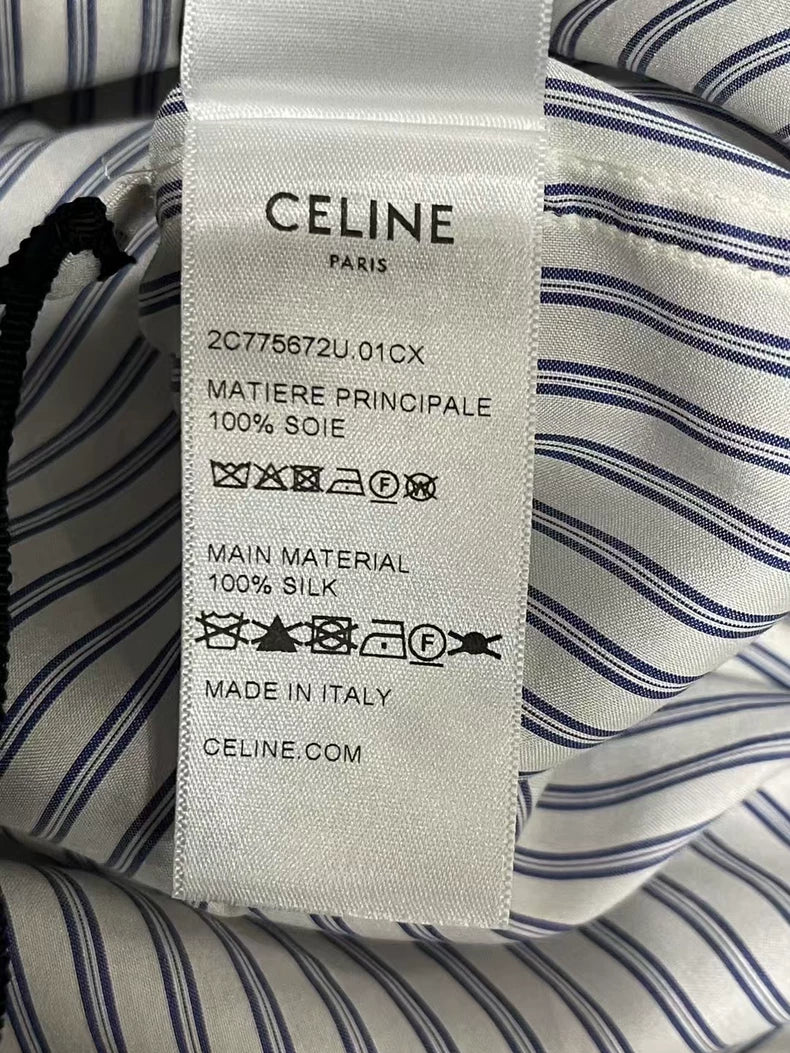 CELINE
PARIS
2C775672U.01CX
MATIERE PRINCIPALE
100% SOIE
F W
MAIN MATERIAL
100% SILK
F
MADE IN ITALY
CELINE.COM